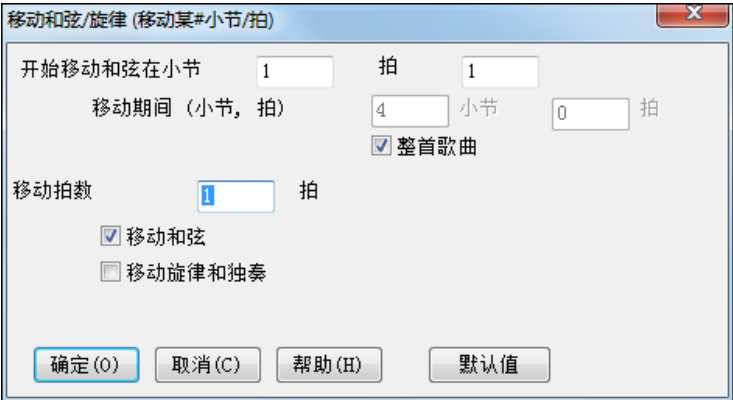 移动和弦/旋律 (移动某#小节/拍)
开始移动和弦在小节 1 拍 1
移动期间 (小节, 拍) 4 小节 0 拍
整首歌曲
移动拍数 1 拍
移动和弦
移动旋律和独奏
确定(O) 取消(C) 帮助(H) 默认值